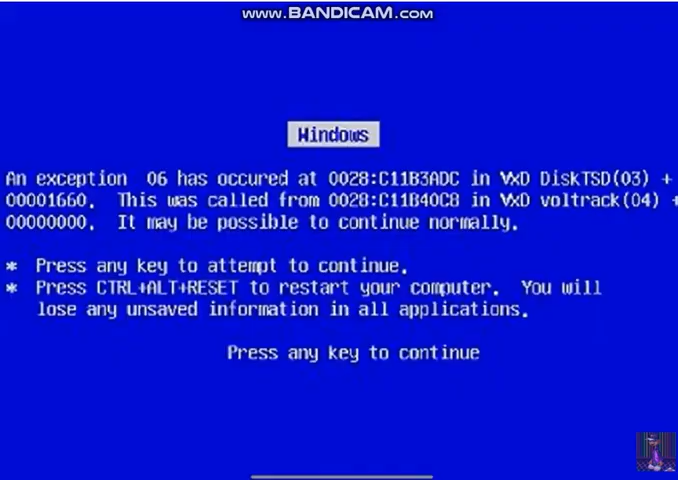 www.BANDICAM.com
Windows
An exception 06 has occured at 0028:C11B3ADC in VxD DiskTSD(03) +
00001660. This was called from 0028:C11B40C8 in VxD voltrack(04) +
00000000. It may be possible to continue normally.
* Press any key to attempt to continue.
* Press CTRL+ALT+RESET to restart your computer. You will
lose any unsaved information in all applications.
Press any key to continue